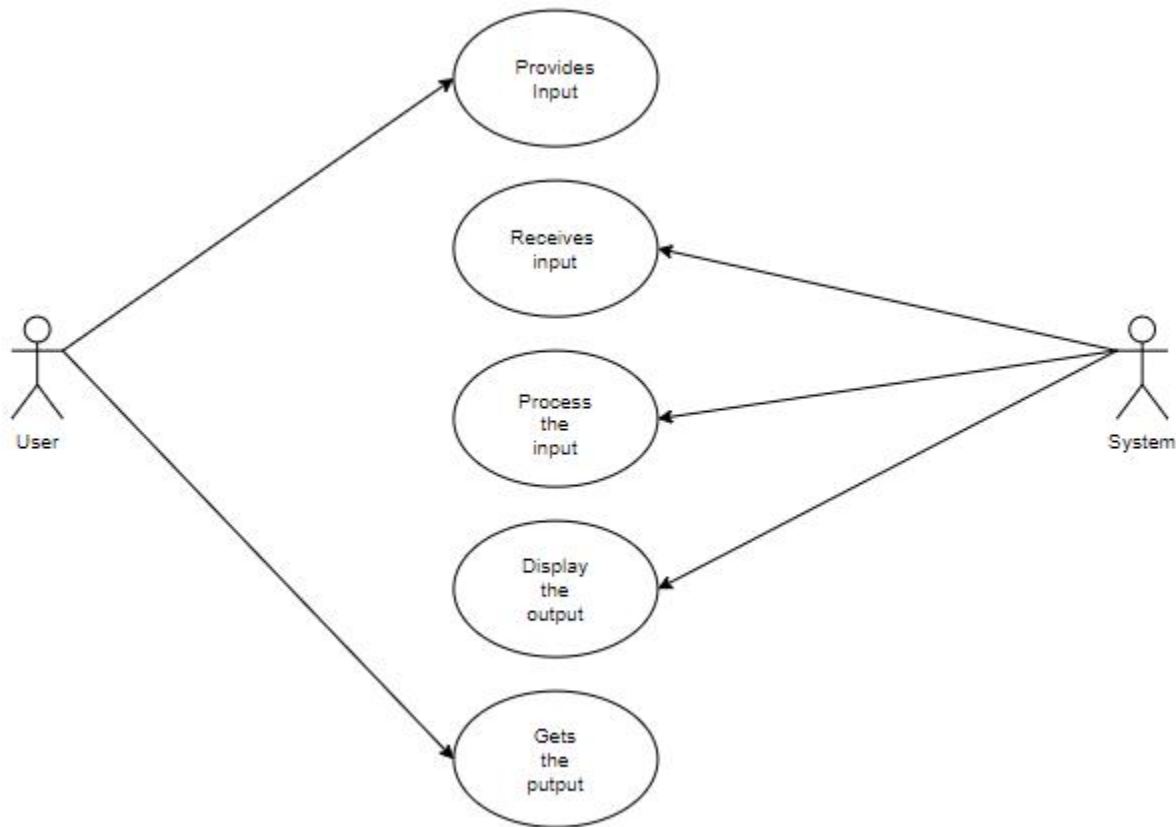 Provides
Input
Receives
input
Process
the
input
User
System
Display
the
output
Gets
the
putput